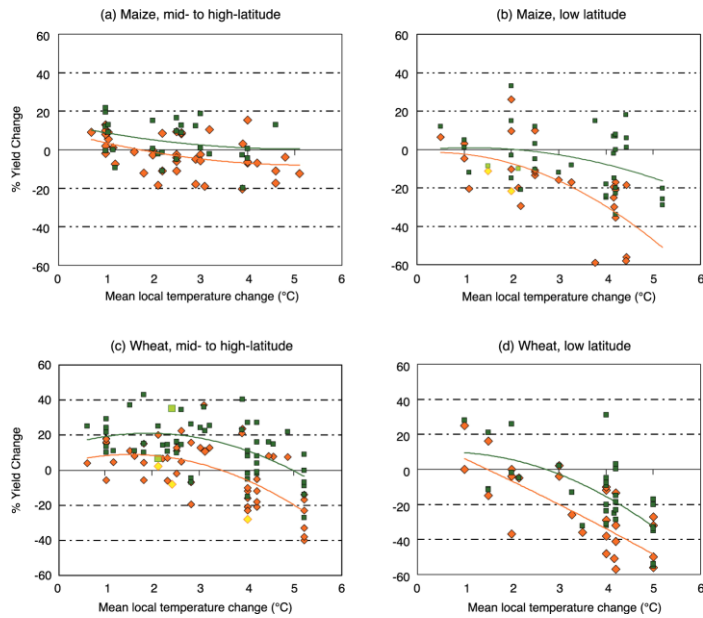 (a) Maize, mid- to high-latitude
60
40
20
0
-20
-40
-60
% Yield Change
0 1 2 3 4 5 6
Mean local temperature change (°C)
(b) Maize, low latitude
60
40
20
0
-20
-40
-60
0 1 2 3 4 5 6
Mean local temperature change (°C)
(c) Wheat, mid- to high-latitude
60
40
20
0
-20
-40
-60
% Yield Change
0 1 2 3 4 5 6
Mean local temperature change (°C)
(d) Wheat, low latitude
60
40
20
0
-20
-40
-60
0 1 2 3 4 5 6
Mean local temperature change (°C)